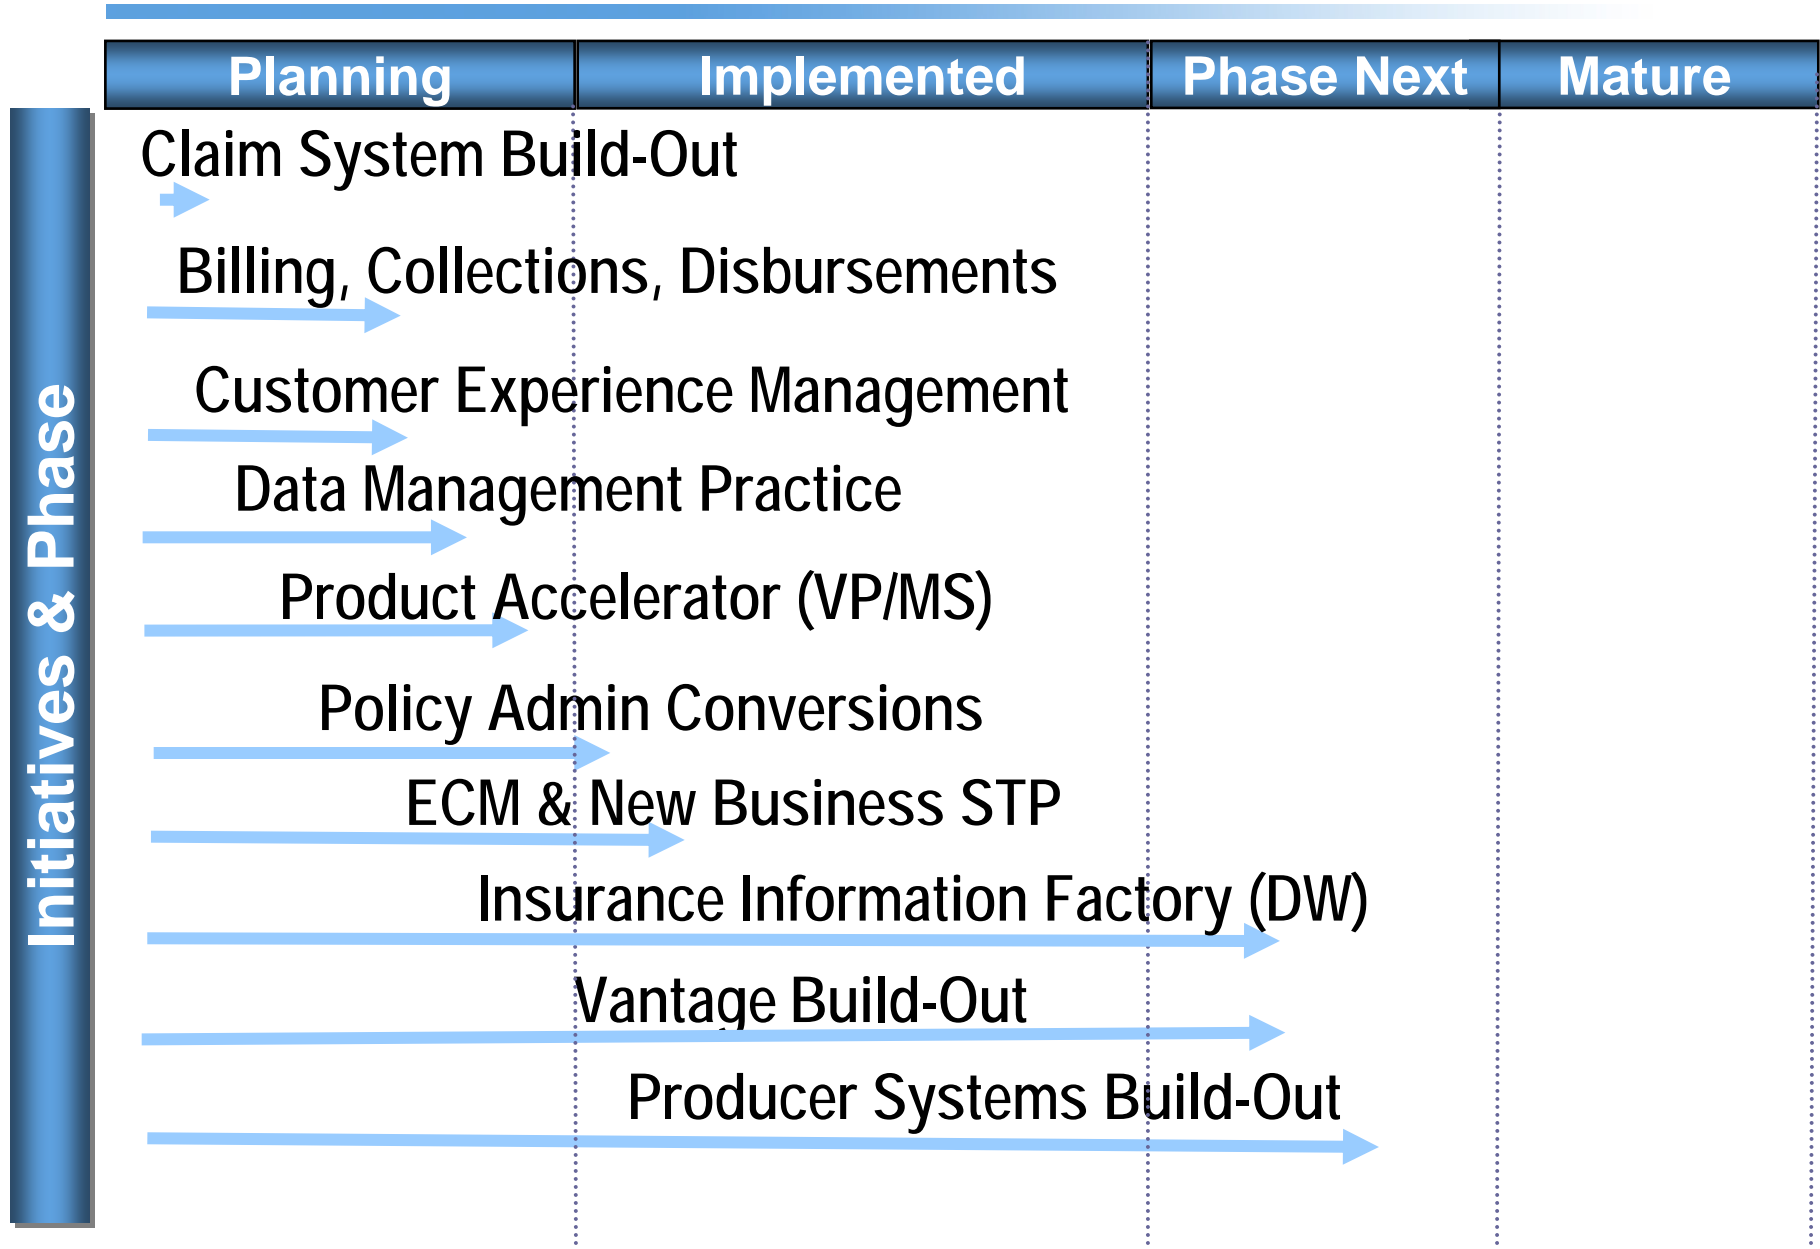 Planning Implemented Phase Next Mature
Initiatives & Phase
Claim System Build-Out
Billing, Collections, Disbursements
Customer Experience Management
Data Management Practice
Product Accelerator (VP/MS)
Policy Admin Conversions
ECM & New Business STP
Insurance Information Factory (DW)
Vantage Build-Out
Producer Systems Build-Out